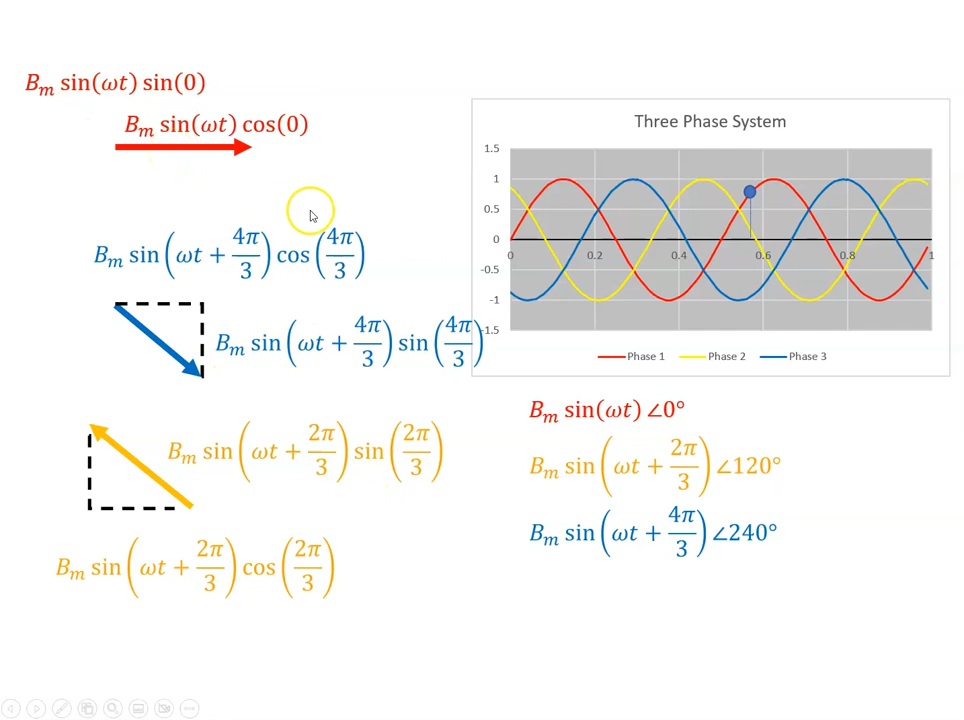 B_m sin(ωt) sin(0)
B_m sin(ωt) cos(0)
B_m sin(ωt + 4π/3) cos(4π/3)
B_m sin(ωt + 4π/3) sin(4π/3)
B_m sin(ωt + 2π/3) sin(2π/3)
B_m sin(ωt + 2π/3) cos(2π/3)
Three Phase System
1.5
1
0.5
0
-0.5
-1
-1.5
0 0.2 0.4 0.6 0.8 1
Phase 1 Phase 2 Phase 3
B_m sin(ωt) ∠0°
B_m sin(ωt + 2π/3) ∠120°
B_m sin(ωt + 4π/3) ∠240°